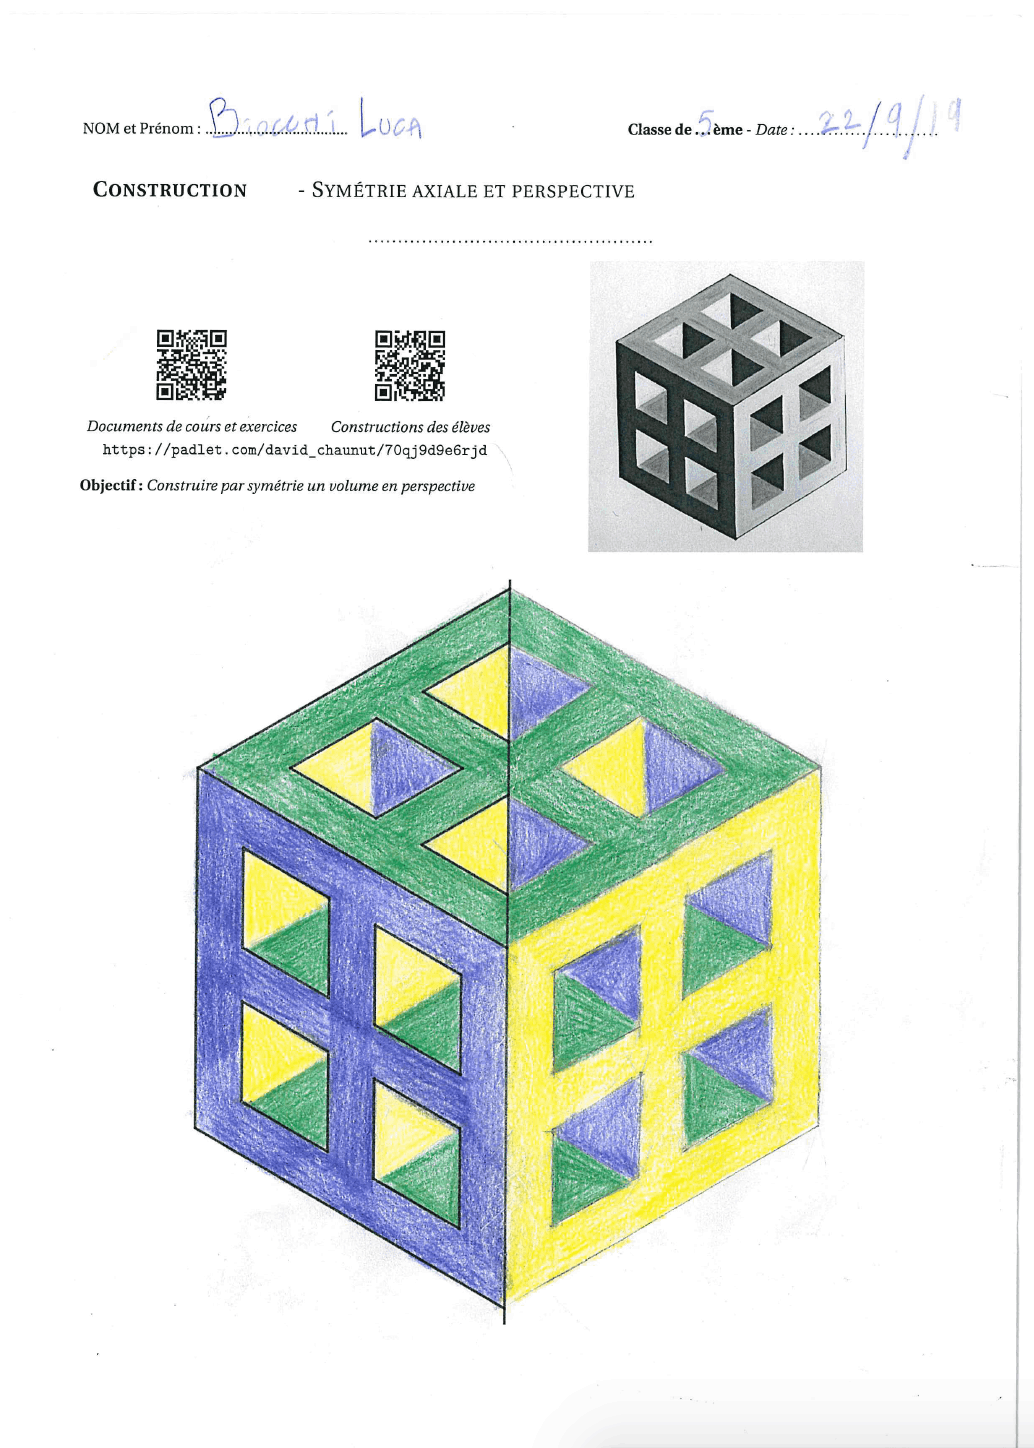 NOM et Prénom : Luca
Classe de 5ème - Date : 22/9/19
CONSTRUCTION - SYMÉTRIE AXIALE ET PERSPECTIVE
Documents de cours et exercices Constructions des élèves
https://padlet.com/david_chaunut/70qj9d9e6rjd
Objectif : Construire par symétrie un volume en perspective